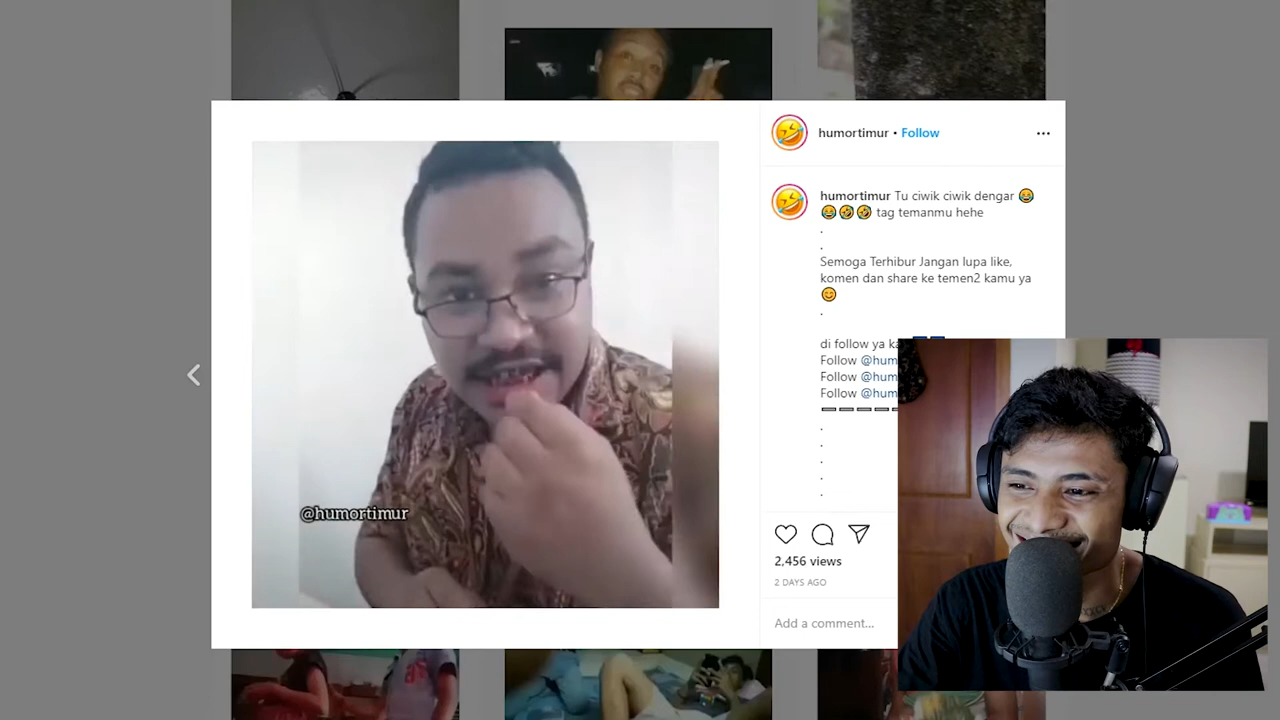 humortimur • Follow
humortimur Tu ciwik ciwik dengar 😂
😂🤣🤣 tag temanmu hehe
.
.
Semoga Terhibur Jangan lupa like,
komen dan share ke temen2 kamu ya
😊
.
di follow ya
Follow @hum
Follow @hum
Follow @hum
.
.
.
.
.
@humortimur
2,456 views
2 DAYS AGO
Add a comment...